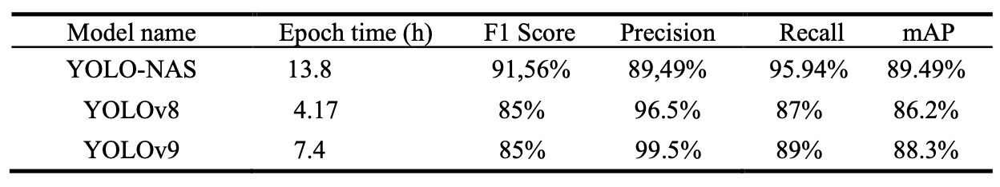 Model name Epoch time (h) F1 Score Precision Recall mAP
YOLO-NAS 13.8 91,56% 89,49% 95.94% 89.49%
YOLOv8 4.17 85% 96.5% 87% 86.2%
YOLOv9 7.4 85% 99.5% 89% 88.3%